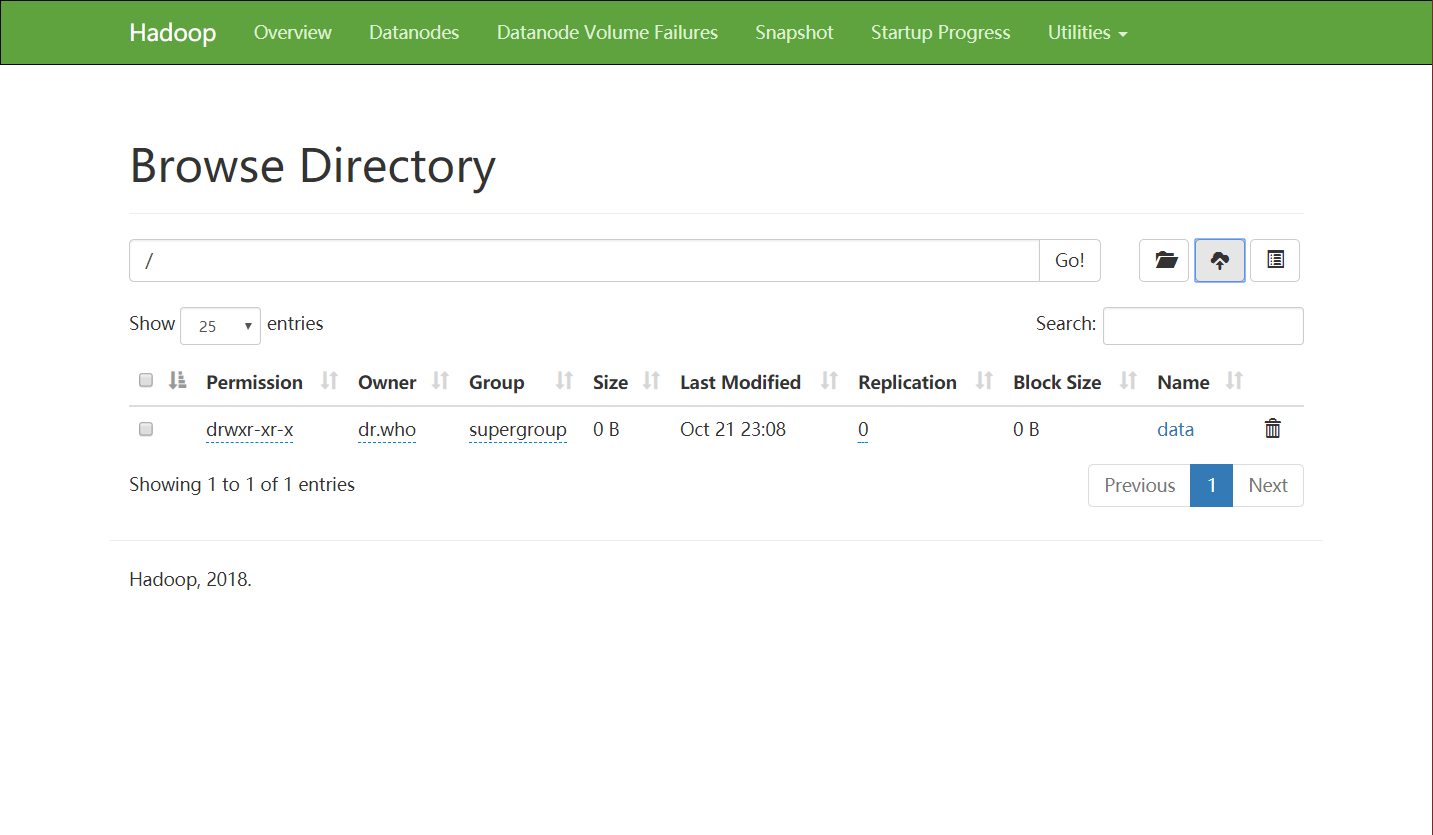 Hadoop Overview Datanodes Datanode Volume Failures Snapshot Startup Progress Utilities
Browse Directory
/ Go!
Show 25 entries Search:
Permission Owner Group Size Last Modified Replication Block Size Name
drwxr-xr-x dr.who supergroup 0 B Oct 21 23:08 0 0 B data
Showing 1 to 1 of 1 entries Previous 1 Next
Hadoop, 2018.